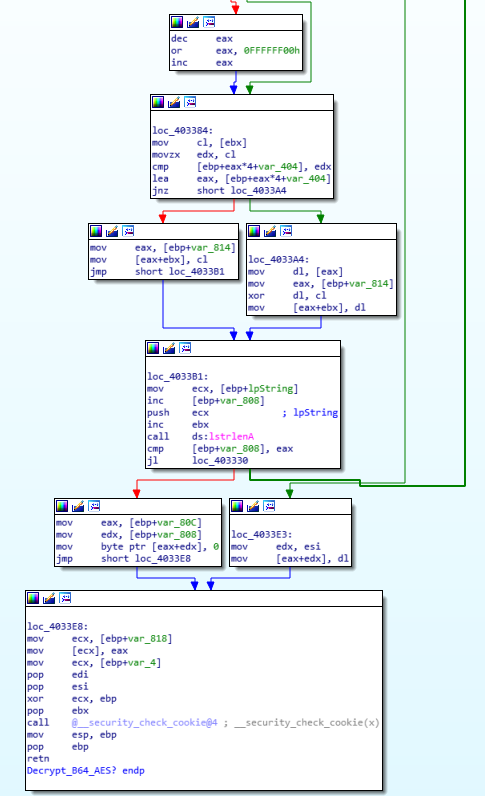 dec eax
or eax, 0FFFFFF00h
inc eax
loc_403384:
mov cl, [ebx]
movzx edx, cl
cmp [ebp+eax*4+var_404], edx
lea eax, [ebp+eax*4+var_404]
jnz short loc_4033A4
mov eax, [ebp+var_814]
mov [eax+ebx], cl
jmp short loc_4033B1
loc_4033A4:
mov dl, [eax]
mov eax, [ebp+var_814]
xor dl, cl
mov [eax+ebx], dl
loc_4033B1:
mov ecx, [ebp+lpString]
inc [ebp+var_808]
push ecx ; lpString
inc ebx
call ds:lstrlenA
cmp [ebp+var_808], eax
jl loc_403330
mov eax, [ebp+var_80C]
mov edx, [ebp+var_808]
mov byte ptr [eax+edx], 0
jmp short loc_4033E8
loc_4033E3:
mov edx, esi
mov [eax+edx], dl
loc_4033E8:
mov ecx, [ebp+var_818]
mov [ecx], eax
mov ecx, [ebp+var_4]
pop edi
pop esi
xor ecx, ebp
pop ebx
call @__security_check_cookie@4 ; __security_check_cookie(x)
mov esp, ebp
pop ebp
retn
Decrypt_B64_AES? endp